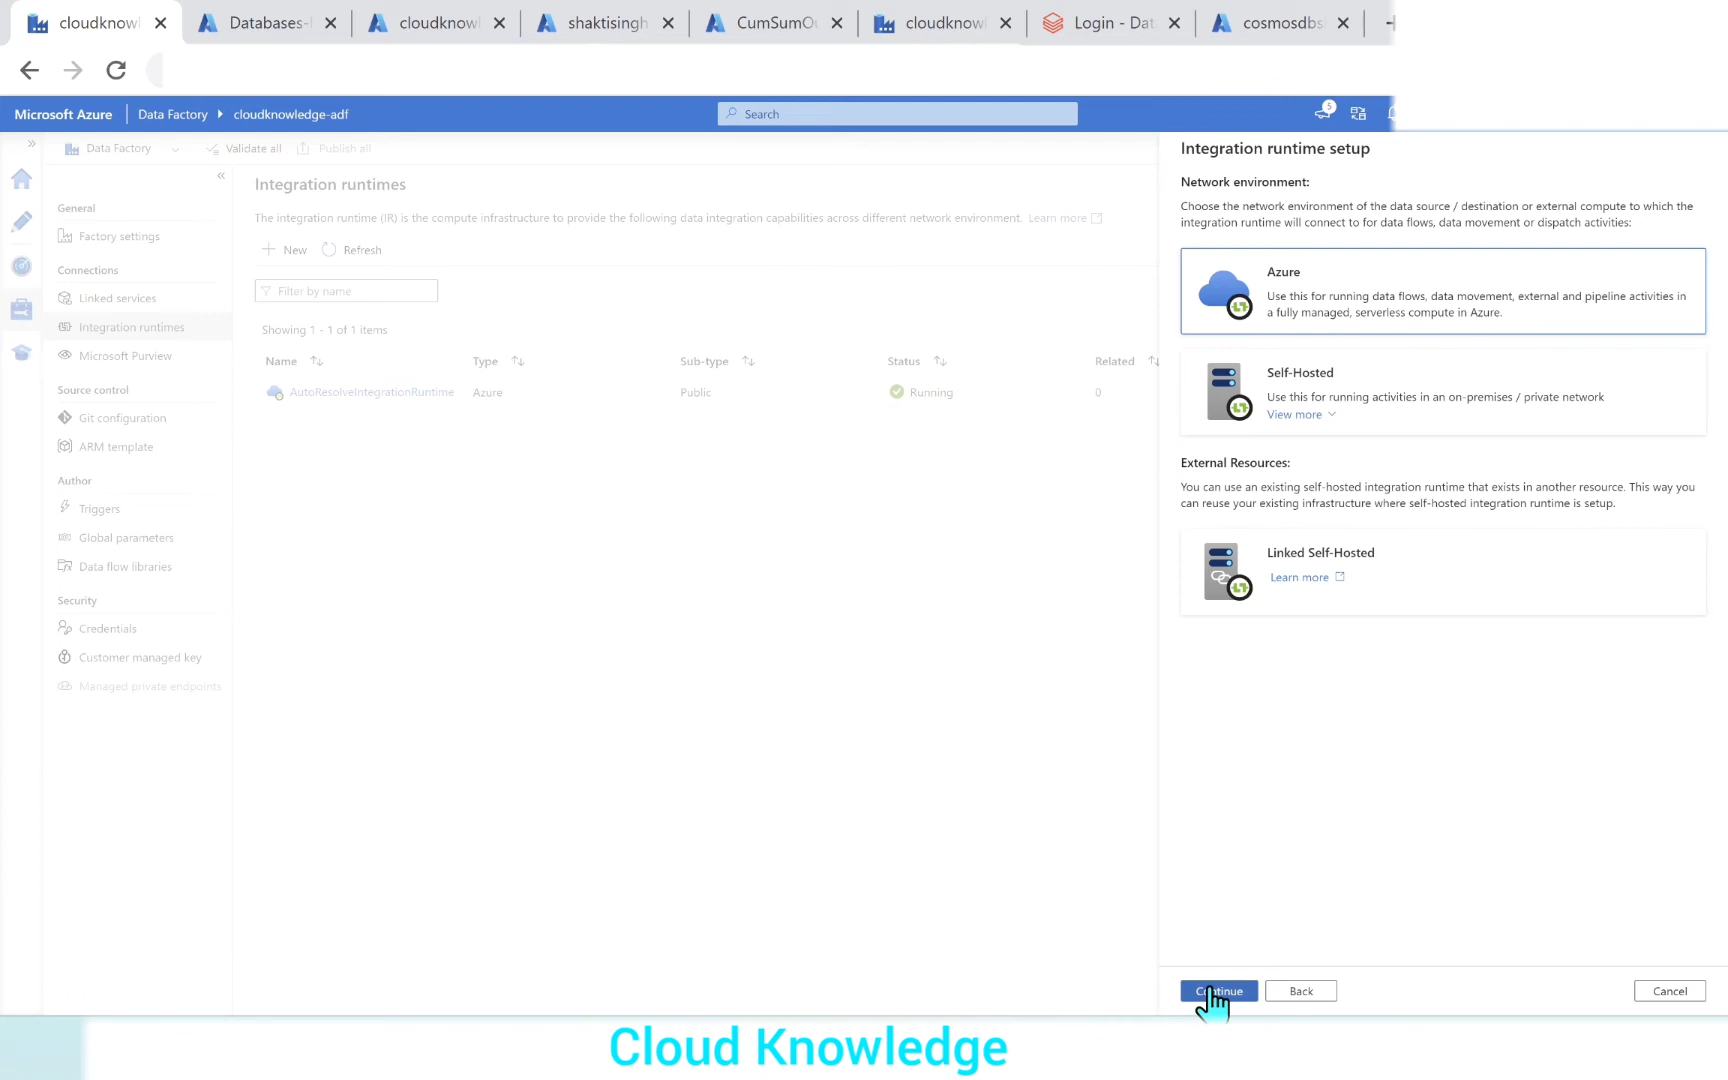 cloudknowl
Databases-
cloudknowl
shaktisingh
CumSumOu
cloudknowl
Login - Dat
cosmosdbs
Microsoft Azure
Data Factory
cloudknowledge-adf
Search
5
Data Factory
Validate all
Publish all
General
Factory settings
Connections
Linked services
Integration runtimes
Microsoft Purview
Source control
Git configuration
ARM template
Author
Triggers
Global parameters
Data flow libraries
Security
Credentials
Customer managed key
Managed private endpoints
Integration runtimes
The integration runtime (IR) is the compute infrastructure to provide the following data integration capabilities across different network environment. Learn more
New
Refresh
Filter by name
Showing 1 - 1 of 1 items
Name Type Sub-type Status Related
AutoResolveIntegrationRuntime Azure Public Running 0
Integration runtime setup
Network environment:
Choose the network environment of the data source / destination or external compute to which the
integration runtime will connect to for data flows, data movement or dispatch activities:
Azure
Use this for running data flows, data movement, external and pipeline activities in
a fully managed, serverless compute in Azure.
Self-Hosted
Use this for running activities in an on-premises / private network
View more
External Resources:
You can use an existing self-hosted integration runtime that exists in another resource. This way you
can reuse your existing infrastructure where self-hosted integration runtime is setup.
Linked Self-Hosted
Learn more
Continue
Back
Cancel
Cloud Knowledge